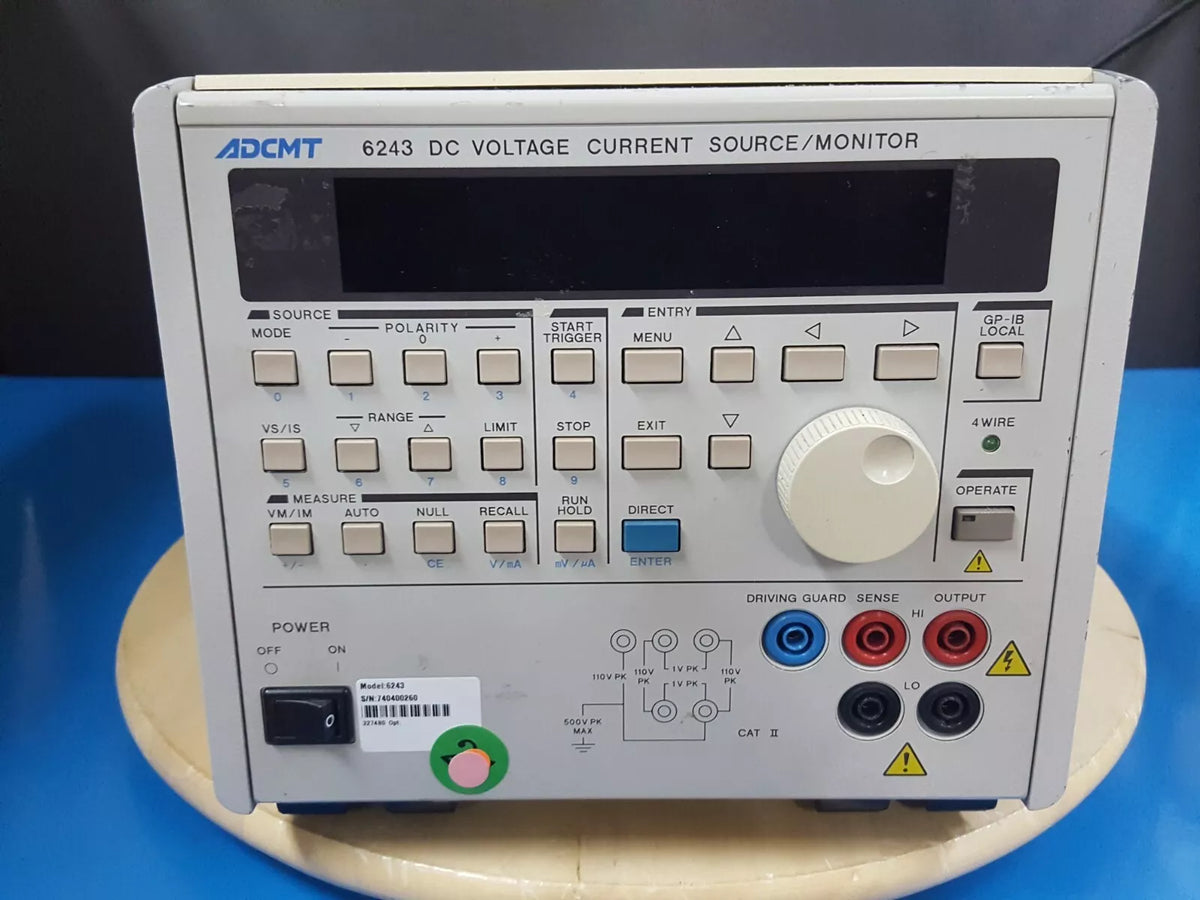 ADCMT 6243 DC VOLTAGE CURRENT SOURCE/MONITOR
SOURCE
MODE
POLARITY
- 0 +
START
TRIGGER
0 1 2 3 4
VS/IS
RANGE
▽ △
LIMIT
STOP
5 6 7 8 9
MEASURE
VM/IM AUTO NULL RECALL
RUN
HOLD
+/- . CE V/mA mV/µA
ENTRY
MENU △ ◁ ▷
EXIT ▽
DIRECT
ENTER
GP-IB
LOCAL
4WIRE
OPERATE
POWER
OFF ON
○ |
Model:6243
S/N:740400260
DRIVING GUARD SENSE OUTPUT
HI
LO
110V PK
110V
PK
1V PK
1V PK
110V
PK
500V PK
MAX
CAT II